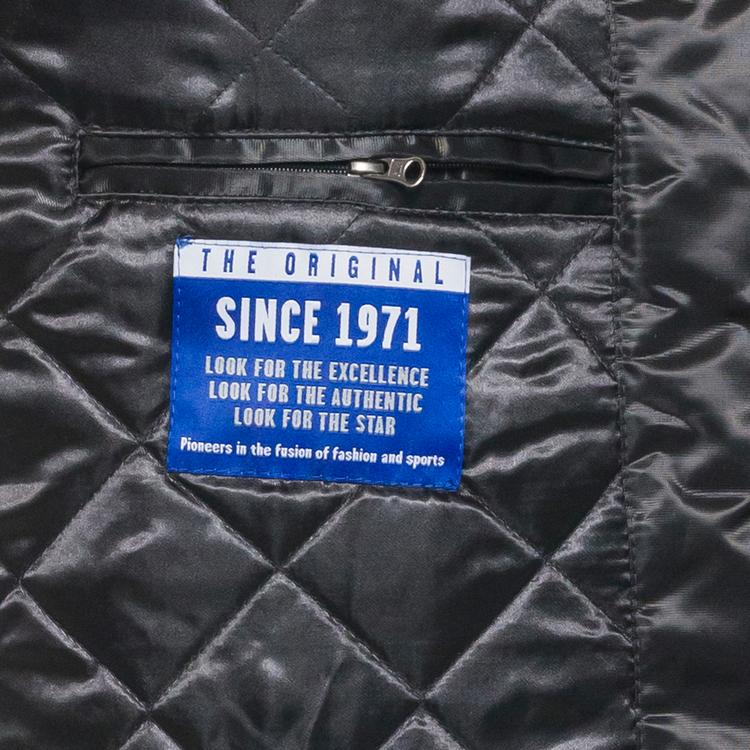 THE ORIGINAL
SINCE 1971
LOOK FOR THE EXCELLENCE
LOOK FOR THE AUTHENTIC
LOOK FOR THE STAR
Pioneers in the fusion of fashion and sports